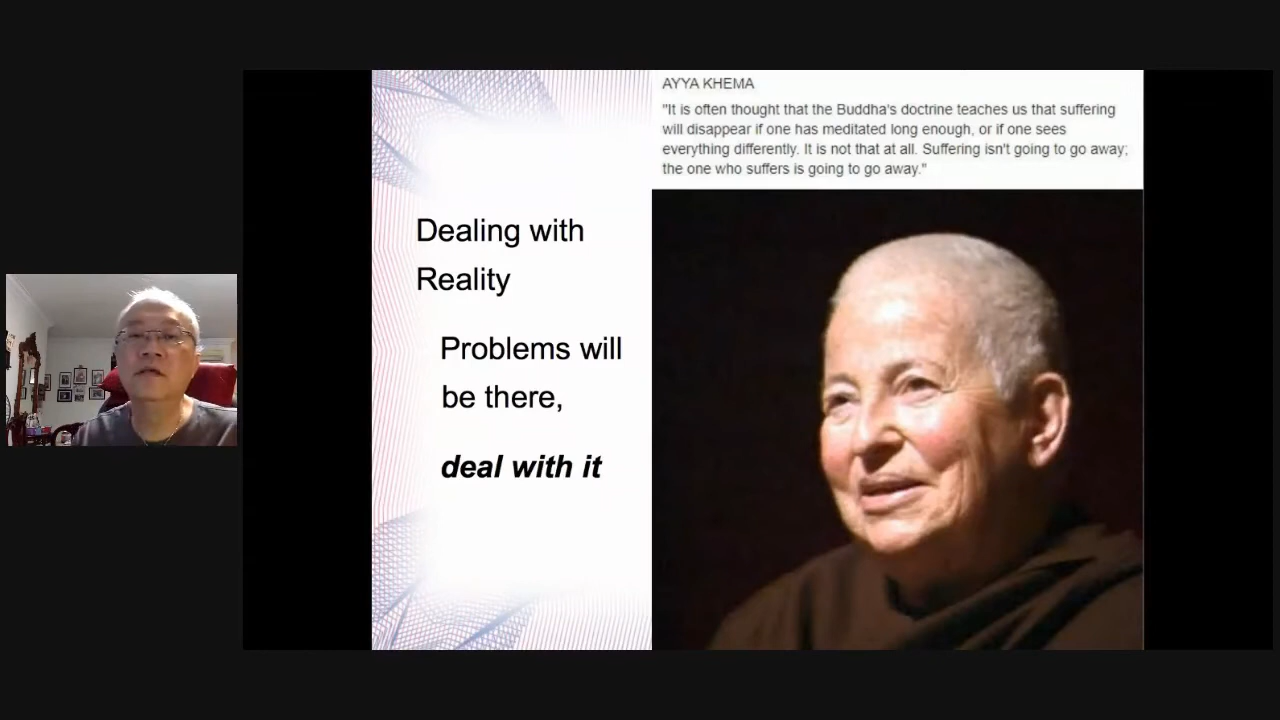 Dealing with
Reality
Problems will
be there,
deal with it
AYYA KHEMA
"It is often thought that the Buddha's doctrine teaches us that suffering
will disappear if one has meditated long enough, or if one sees
everything differently. It is not that at all. Suffering isn't going to go away;
the one who suffers is going to go away."